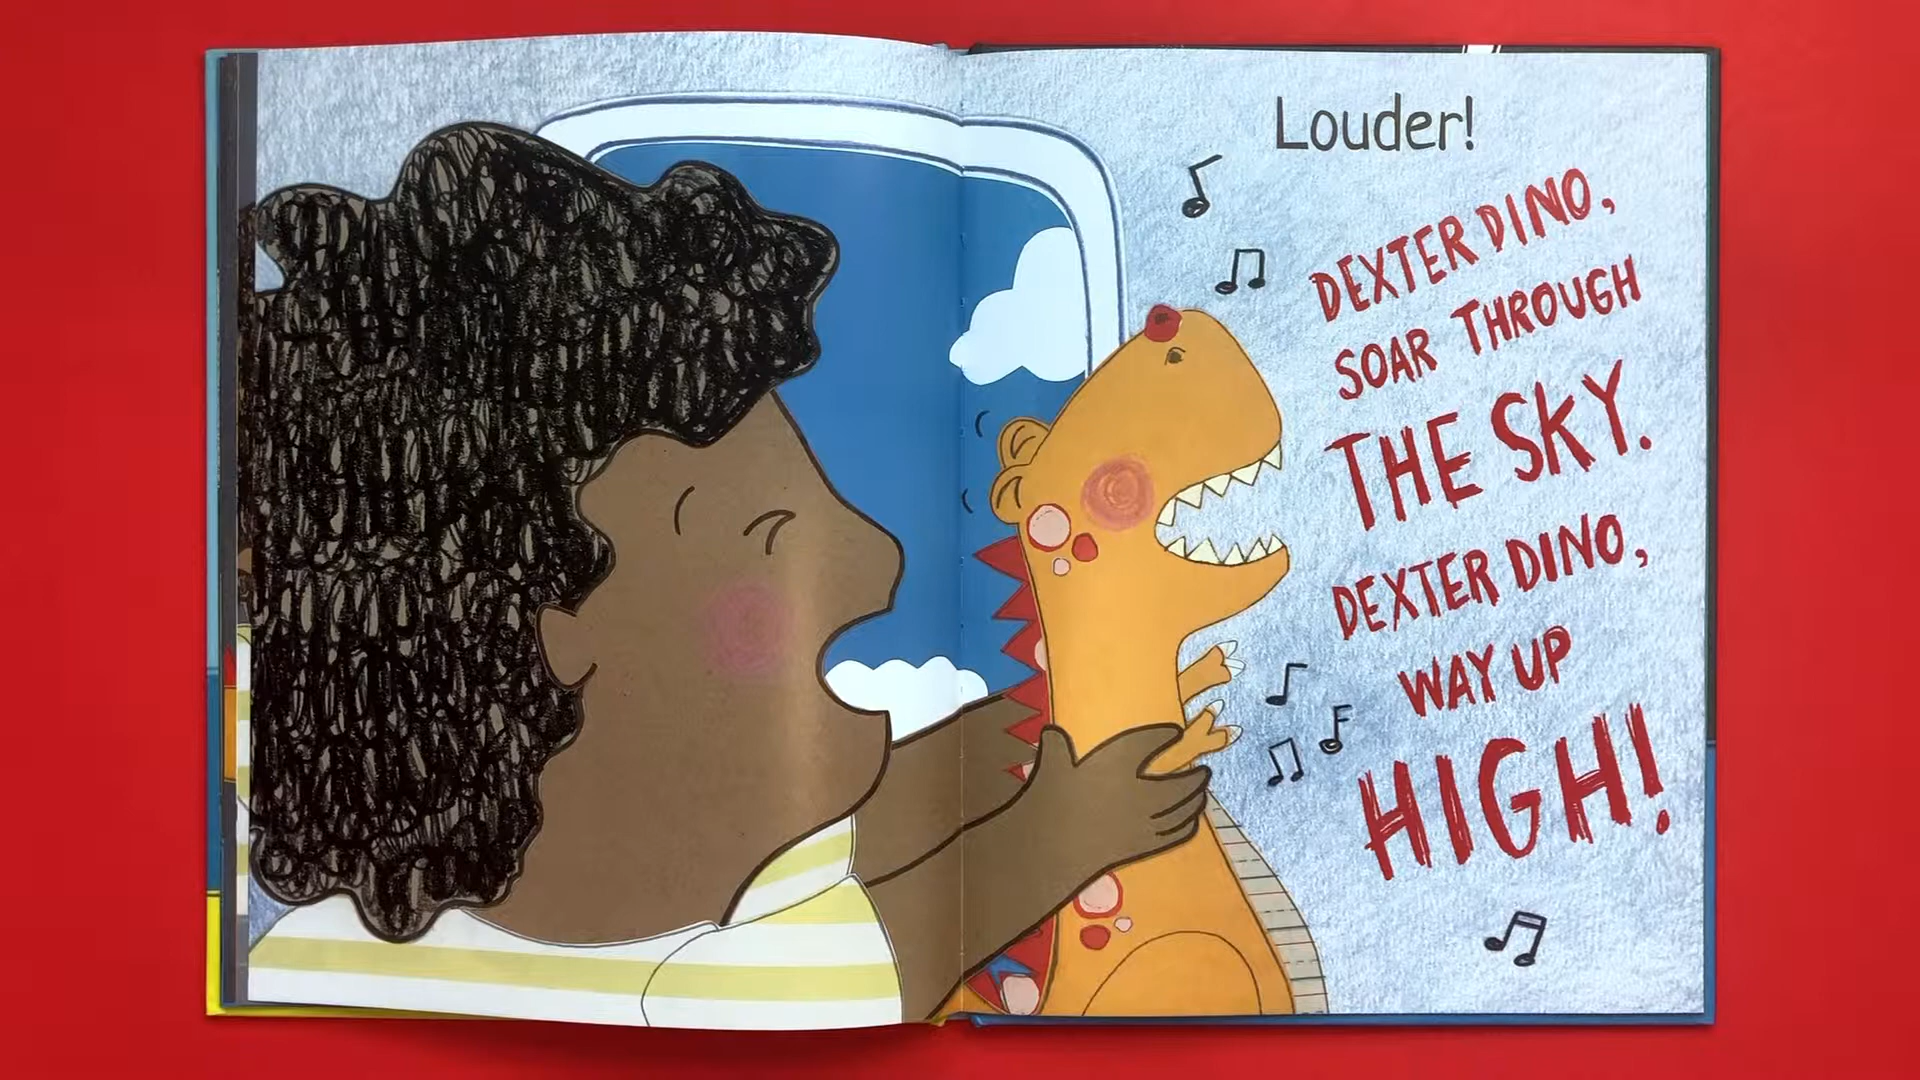 Louder!
DEXTER DINO,
SOAR THROUGH
THE SKY.
DEXTER DINO,
WAY UP
HIGH!